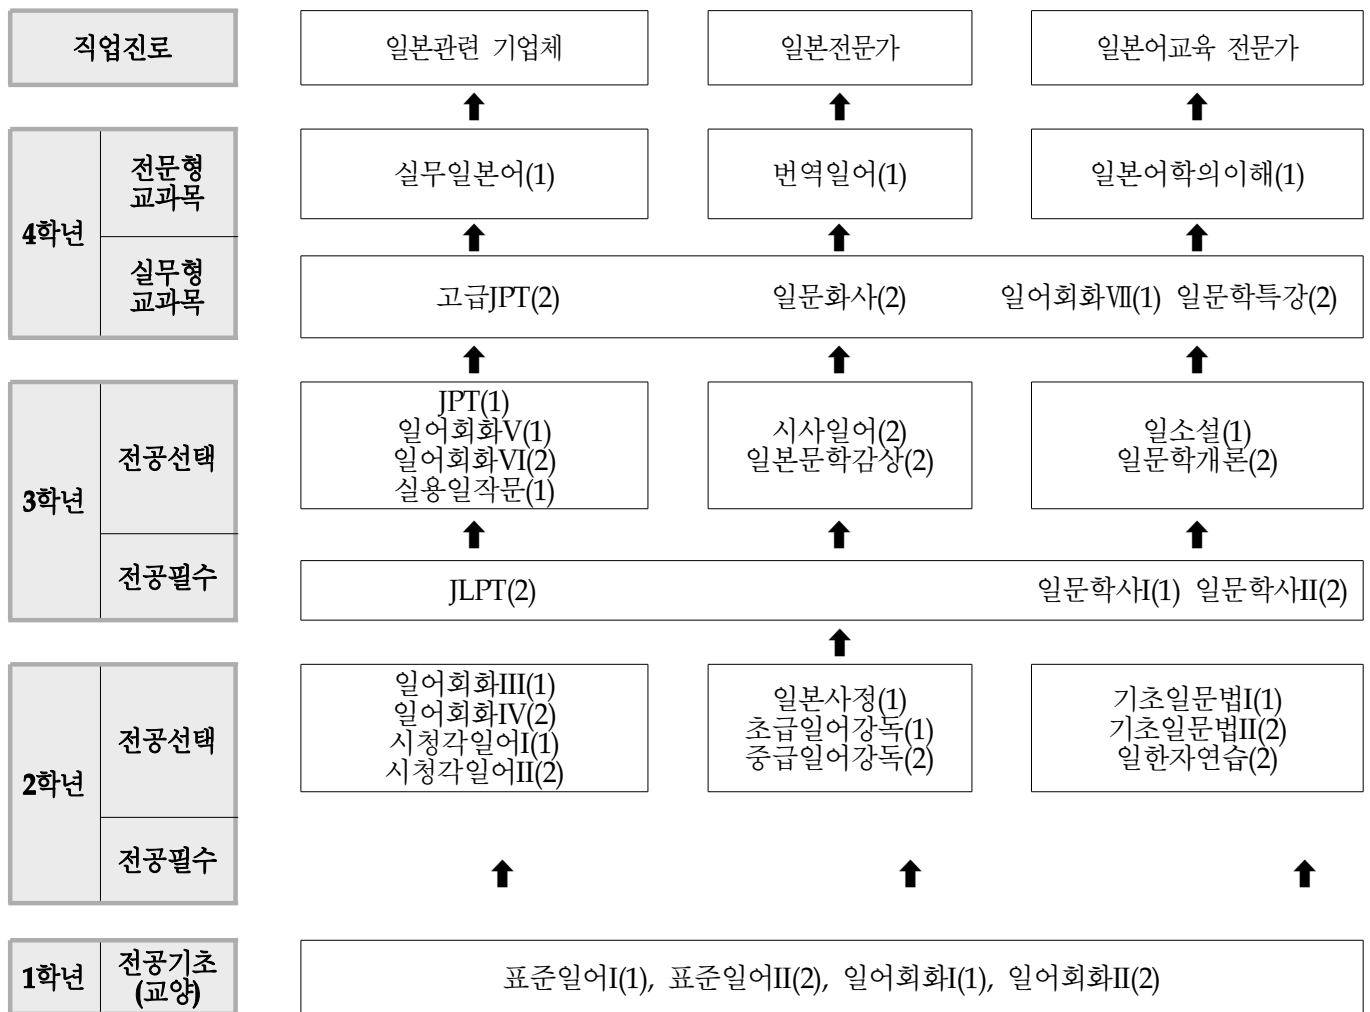 직업진로
일본관련 기업체
일본전문가
일본어교육 전문가
4학년
전문형
교과목
실무일본어(1)
번역일어(1)
일본어학의이해(1)
실무형
교과목
고급JPT(2)
일문화사(2)
일어회화Ⅶ(1) 일문학특강(2)
3학년
전공선택
JPT(1)
일어회화V(1)
일어회화VI(2)
실용일작문(1)
시사일어(2)
일본문학감상(2)
일소설(1)
일문학개론(2)
전공필수
JLPT(2)
일문학사I(1) 일문학사II(2)
2학년
전공선택
일어회화III(1)
일어회화IV(2)
시청각일어I(1)
시청각일어II(2)
일본사정(1)
초급일어강독(1)
중급일어강독(2)
기초일문법I(1)
기초일문법II(2)
일한자연습(2)
전공필수
1학년
전공기초
(교양)
표준일어I(1), 표준일어II(2), 일어회화I(1), 일어회화II(2)